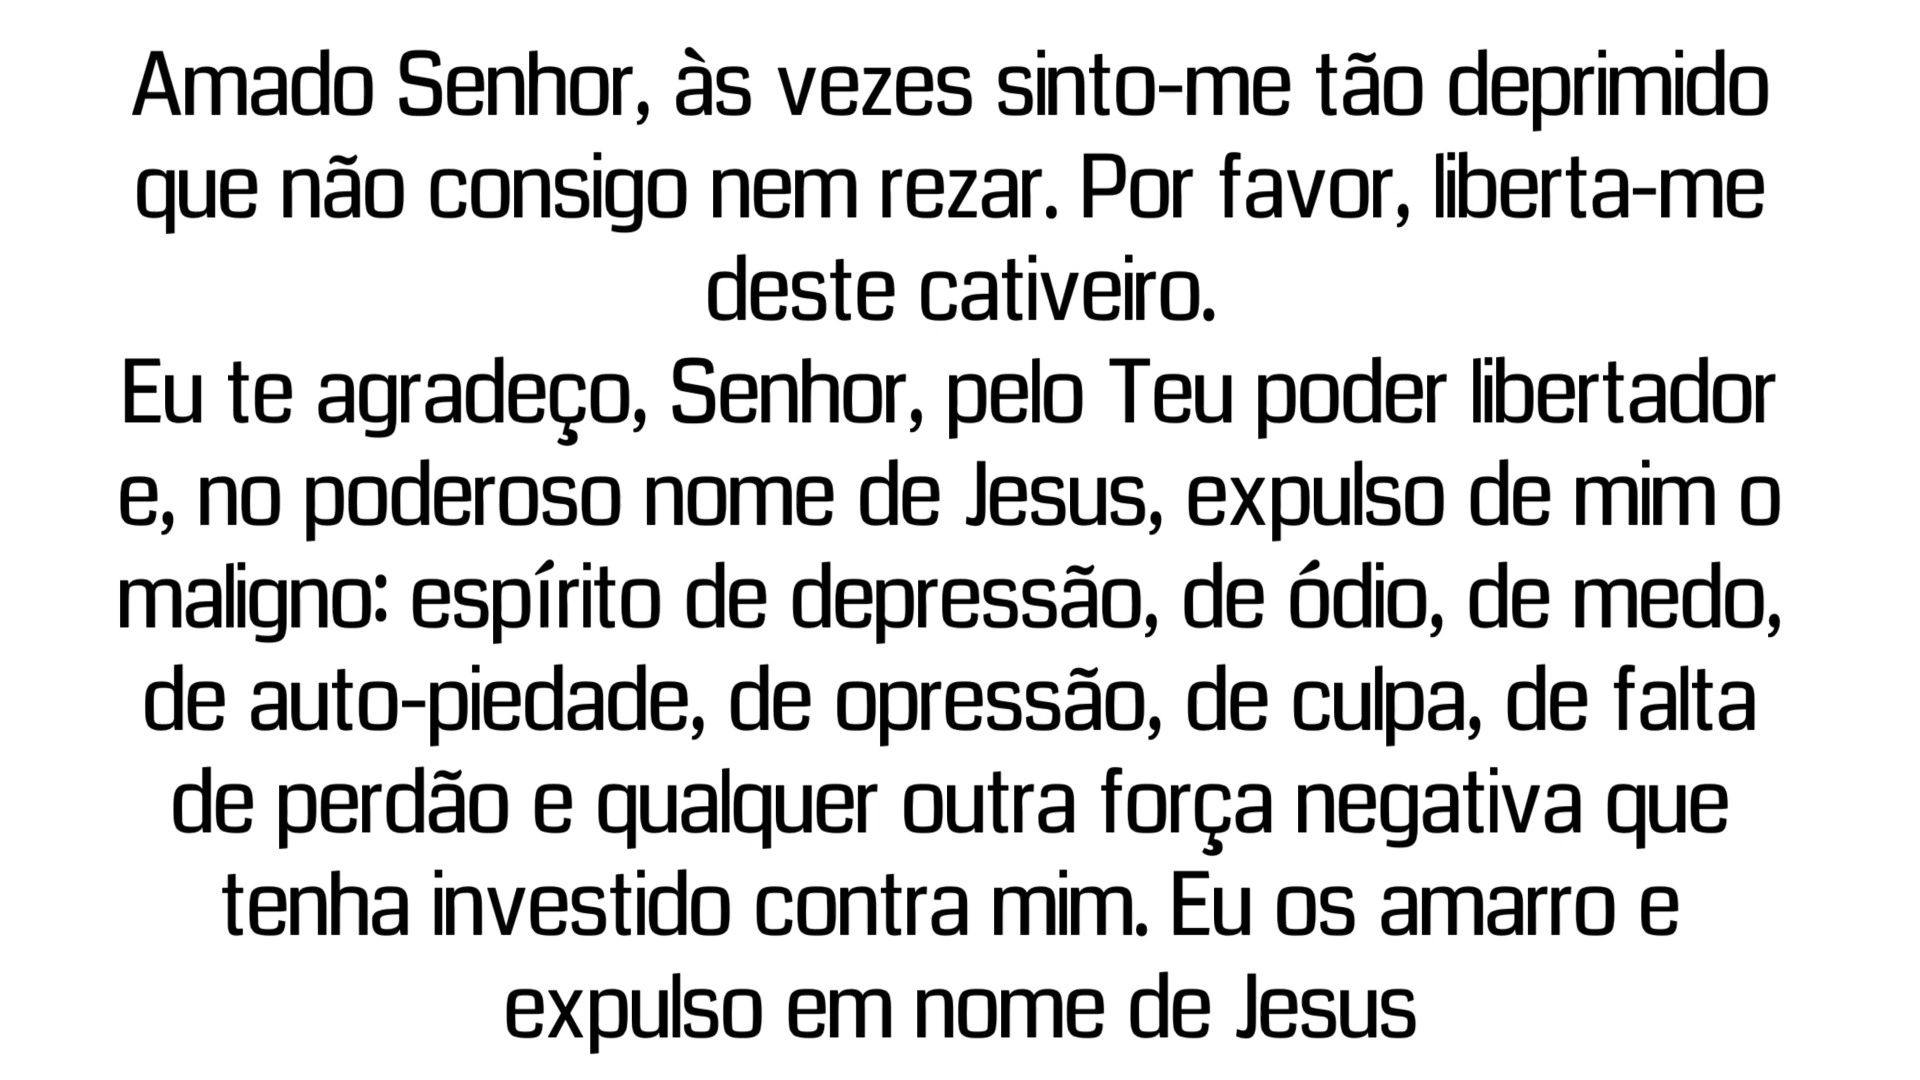 Amado Senhor, às vezes sinto-me tão deprimido
que não consigo nem rezar. Por favor, liberta-me
deste cativeiro.
Eu te agradeço, Senhor, pelo Teu poder libertador
e, no poderoso nome de Jesus, expulso de mim o
maligno: espírito de depressão, de ódio, de medo,
de auto-piedade, de opressão, de culpa, de falta
de perdão e qualquer outra força negativa que
tenha investido contra mim. Eu os amarro e
expulso em nome de Jesus